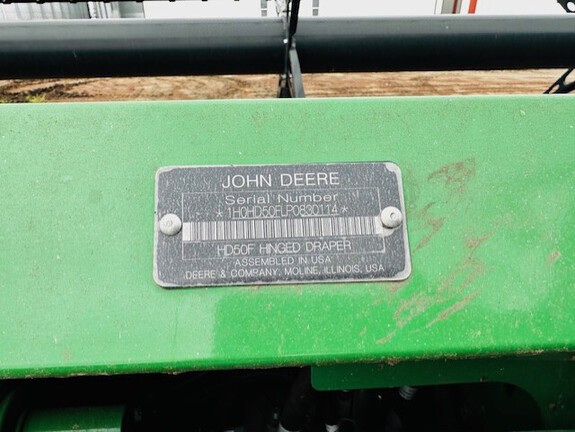 JOHN DEERE
Serial Number
*1H0HD50FLP0830114*
HD50F HINGED DRAPER
ASSEMBLED IN USA
DEERE & COMPANY, MOLINE, ILLINOIS, USA